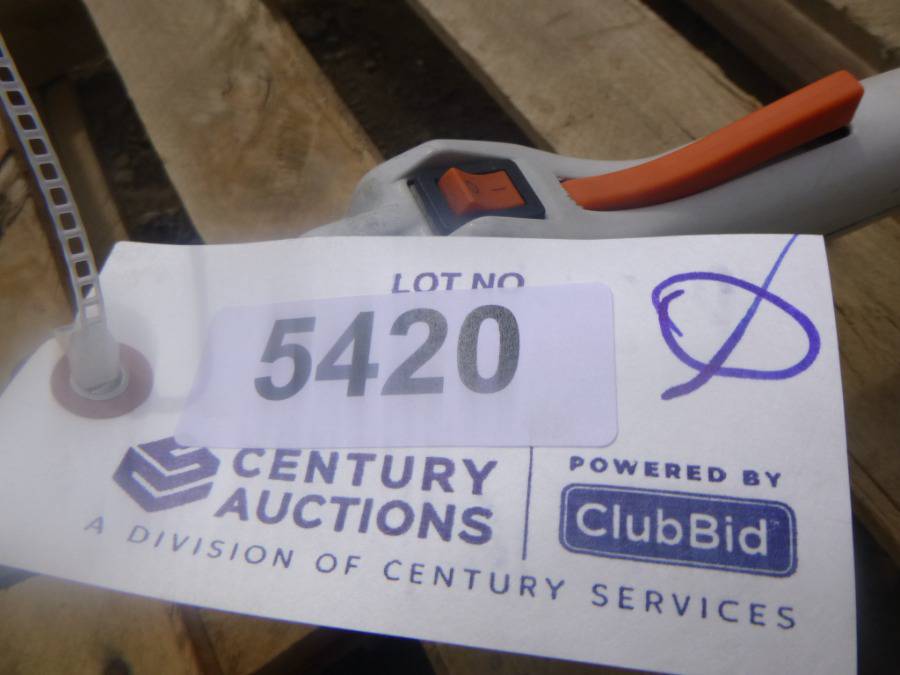 LOT NO
5420
CENTURY
AUCTIONS
A DIVISION OF CENTURY SERVICES
POWERED BY
ClubBid